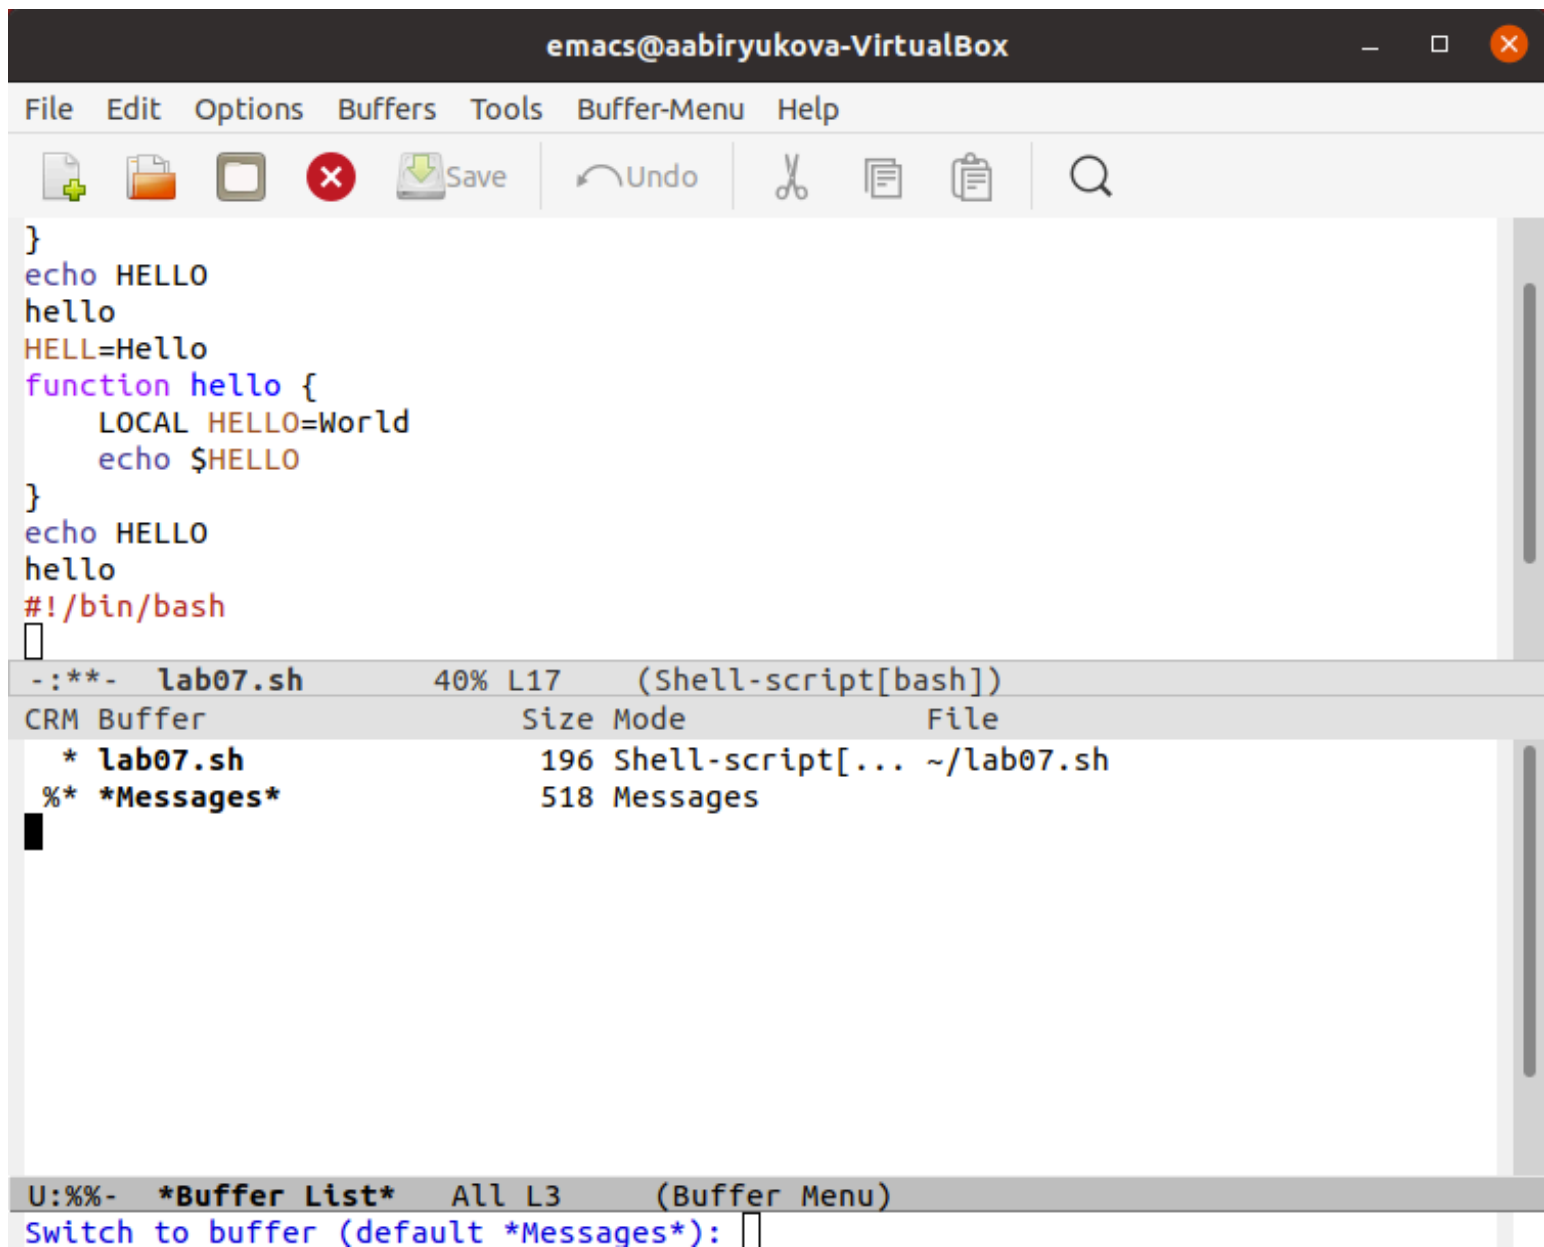 emacs@aabiryukova-VirtualBox
File Edit Options Buffers Tools Buffer-Menu Help
Save Undo
}
echo HELLO
hello
HELL=Hello
function hello {
    LOCAL HELLO=World
    echo $HELLO
}
echo HELLO
hello
#!/bin/bash
-:**-  lab07.sh       40% L17    (Shell-script[bash])
CRM Buffer                 Size Mode             File
  * lab07.sh                196 Shell-script[... ~/lab07.sh
 %* *Messages*              518 Messages
U:%%-  *Buffer List*   All L3     (Buffer Menu)
Switch to buffer (default *Messages*):